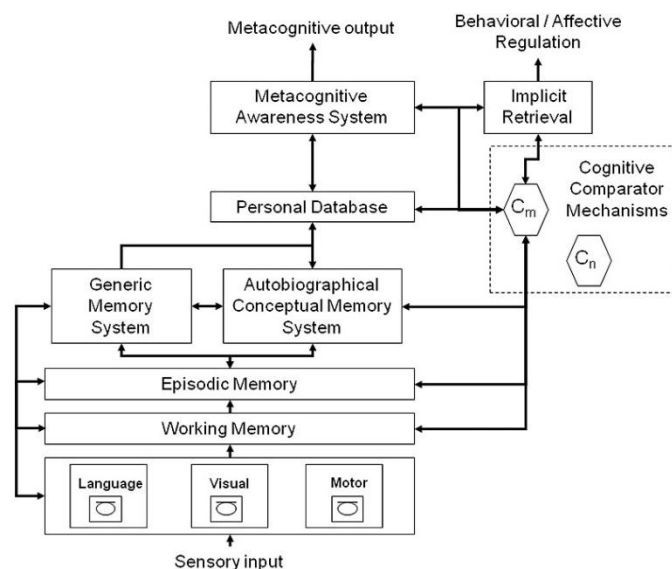 Metacognitive output
Behavioral / Affective
Regulation
Metacognitive
Awareness System
Implicit
Retrieval
Cognitive
Comparator
Mechanisms
Cm
Cn
Personal Database
Generic
Memory
System
Autobiographical
Conceptual Memory
System
Episodic Memory
Working Memory
Language
Visual
Motor
Sensory input